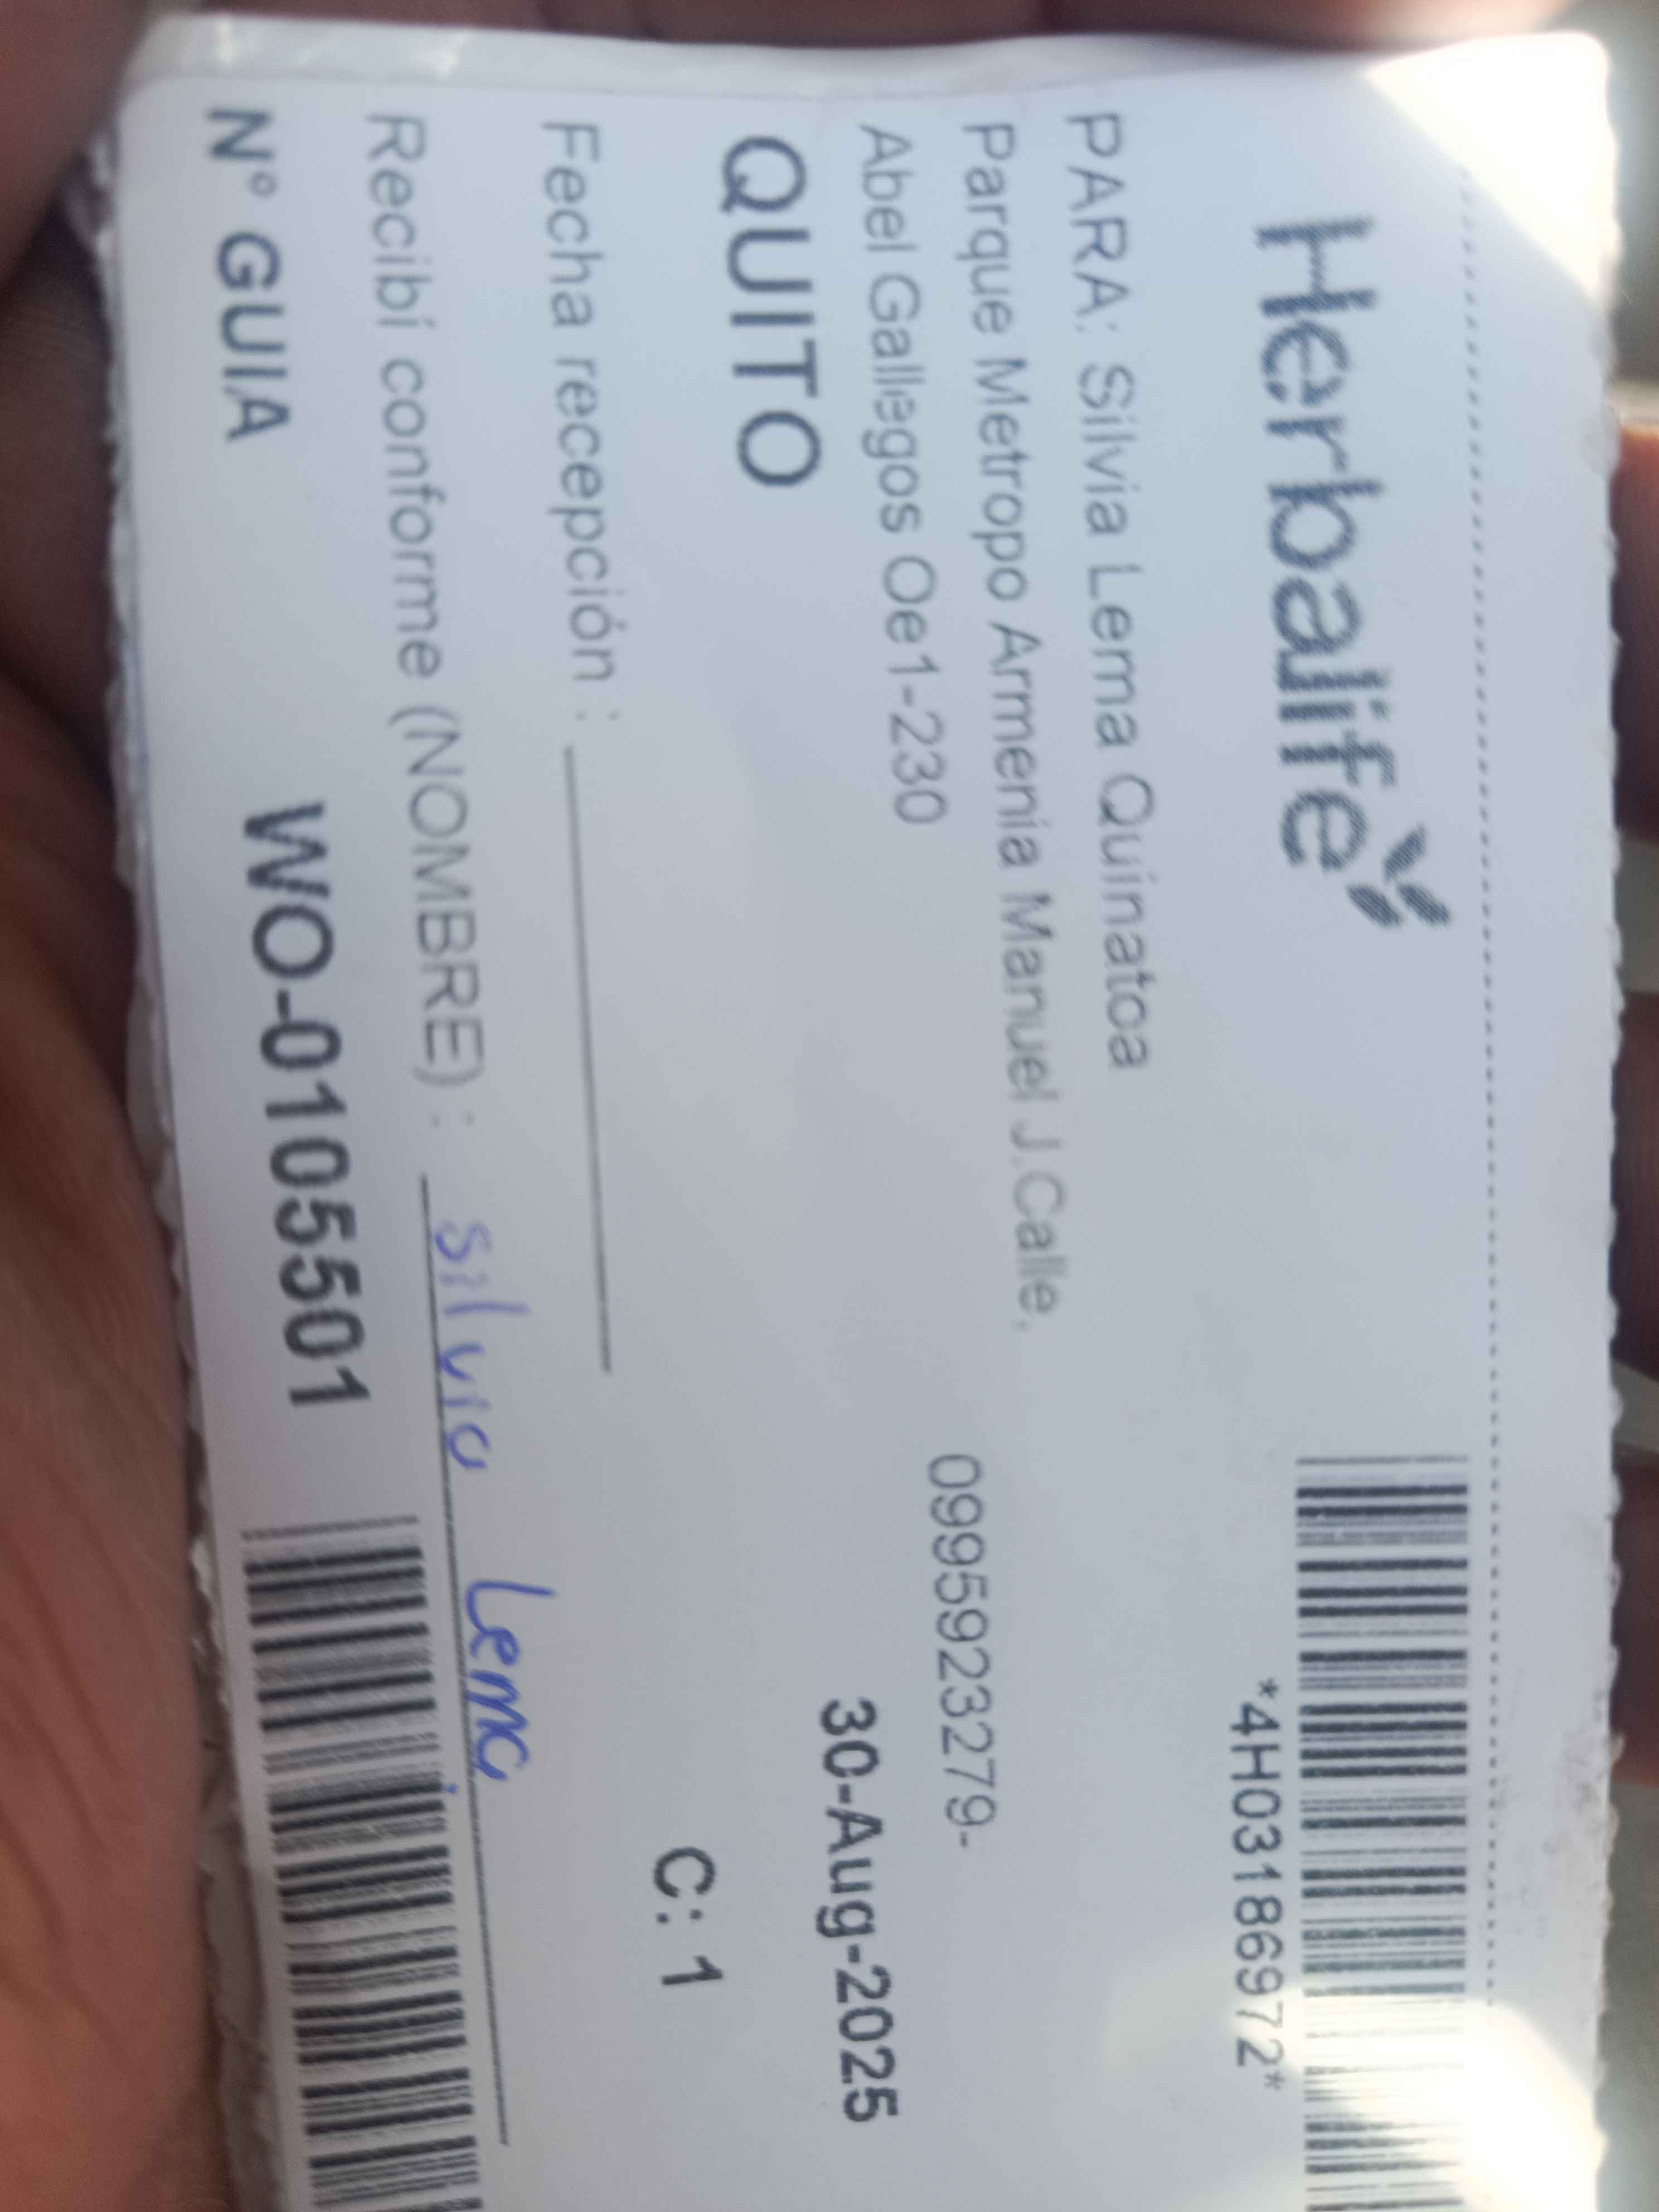 Herbalife
*4H03186972*
PARA: Silvia Lema Quinatoa
Parque Metropo Armenia Manuel J.Calle,
Abel Gallegos Oe1-230 0995923279-
QUITO 30-Aug-2025
C: 1
Fecha recepción :
Recibí conforme (NOMBRE) : Silvia Lema
N° GUIA WO-0105501